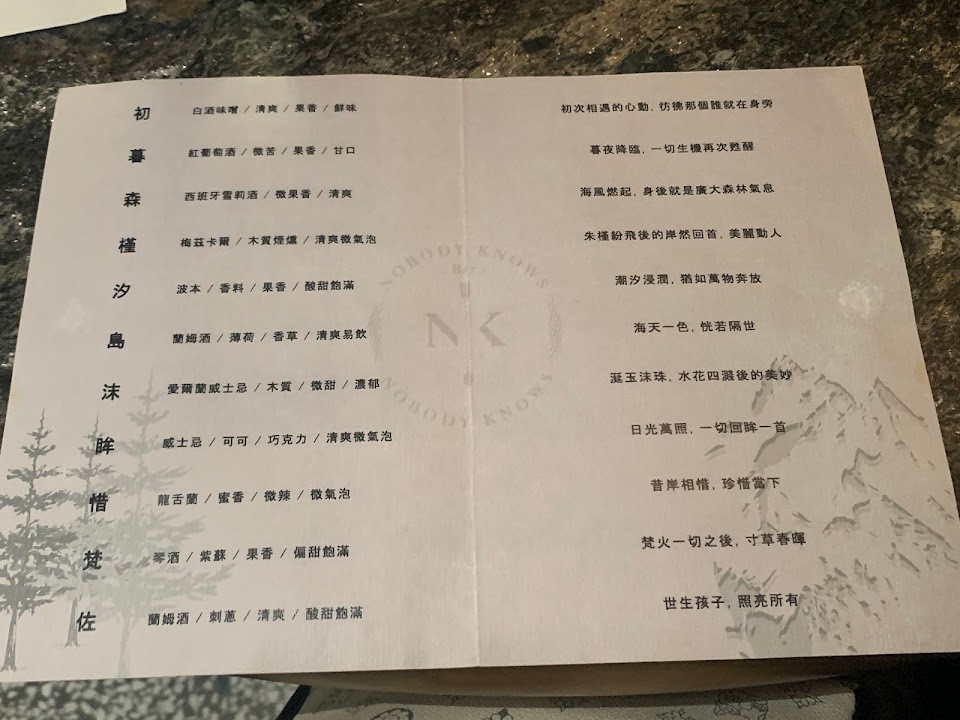 初 白酒味噌 / 清爽 / 果香 / 鮮味 初次相遇的心動, 彷彿那個誰就在身旁
暮 紅葡萄酒 / 微苦 / 果香 / 甘口 暮夜降臨, 一切生機再次甦醒
森 西班牙雪莉酒 / 微果香 / 清爽 海風燃起, 身後就是廣大森林氣息
槿 梅茲卡爾 / 木質煙燻 / 清爽微氣泡 朱槿紛飛後的岸然回首, 美麗動人
汐 波本 / 香料 / 果香 / 酸甜飽滿 潮汐浸潤, 猶如萬物奔放
島 蘭姆酒 / 薄荷 / 香草 / 清爽易飲 海天一色, 恍若隔世
沫 愛爾蘭威士忌 / 木質 / 微甜 / 濃郁 涎玉沫珠, 水花四濺後的美妙
眸 威士忌 / 可可 / 巧克力 / 清爽微氣泡 日光萬照, 一切回眸一首
惜 龍舌蘭 / 蜜香 / 微辣 / 微氣泡 昔岸相惜, 珍惜當下
梵 琴酒 / 紫蘇 / 果香 / 偏甜飽滿 梵火一切之後, 寸草春暉
佐 蘭姆酒 / 刺蔥 / 清爽 / 酸甜飽滿 世生孩子, 照亮所有
NOBODY KNOWS
NK
NOBODY KNOWS